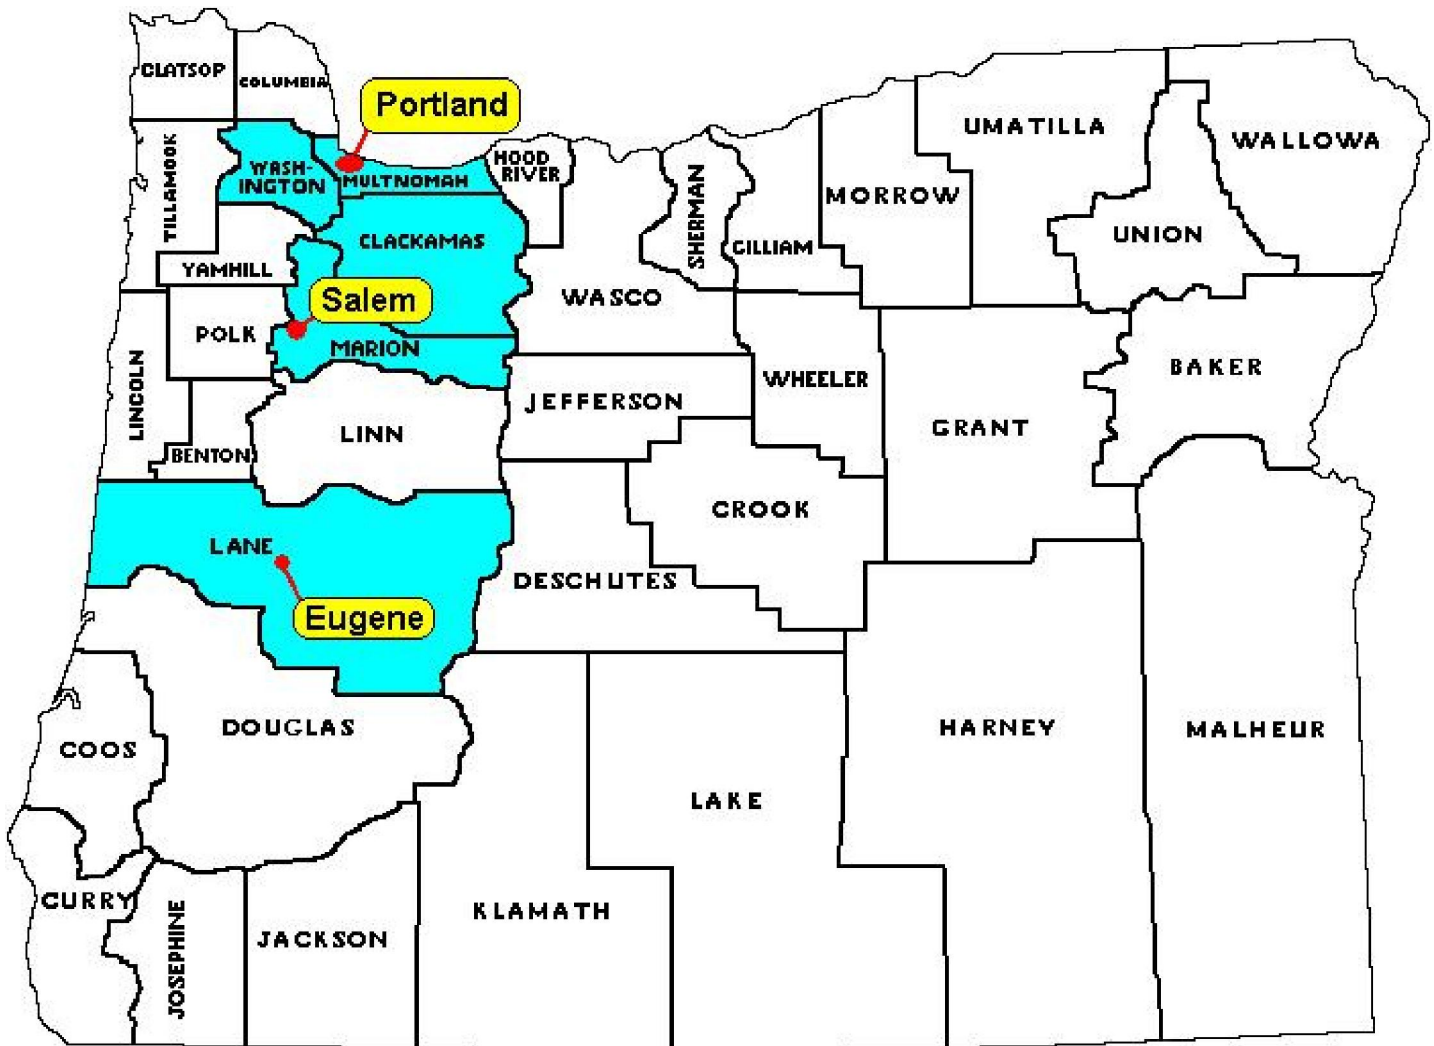 CLATSOP
COLUMBIA
Portland
TILLAMOOK
WASH-
INGTON
MULTNOMAH
HOOD
RIVER
SHERMAN
GILLIAM
MORROW
UMATILLA
UNION
WALLOWA
CLACKAMAS
YAMHILL
Salem
WASCO
POLK
MARION
LINCOLN
BENTON
LINN
JEFFERSON
WHEELER
GRANT
BAKER
CROOK
LANE
DESCHUTES
Eugene
COOS
DOUGLAS
HARNEY
MALHEUR
LAKE
CURRY
JOSEPHINE
JACKSON
KLAMATH